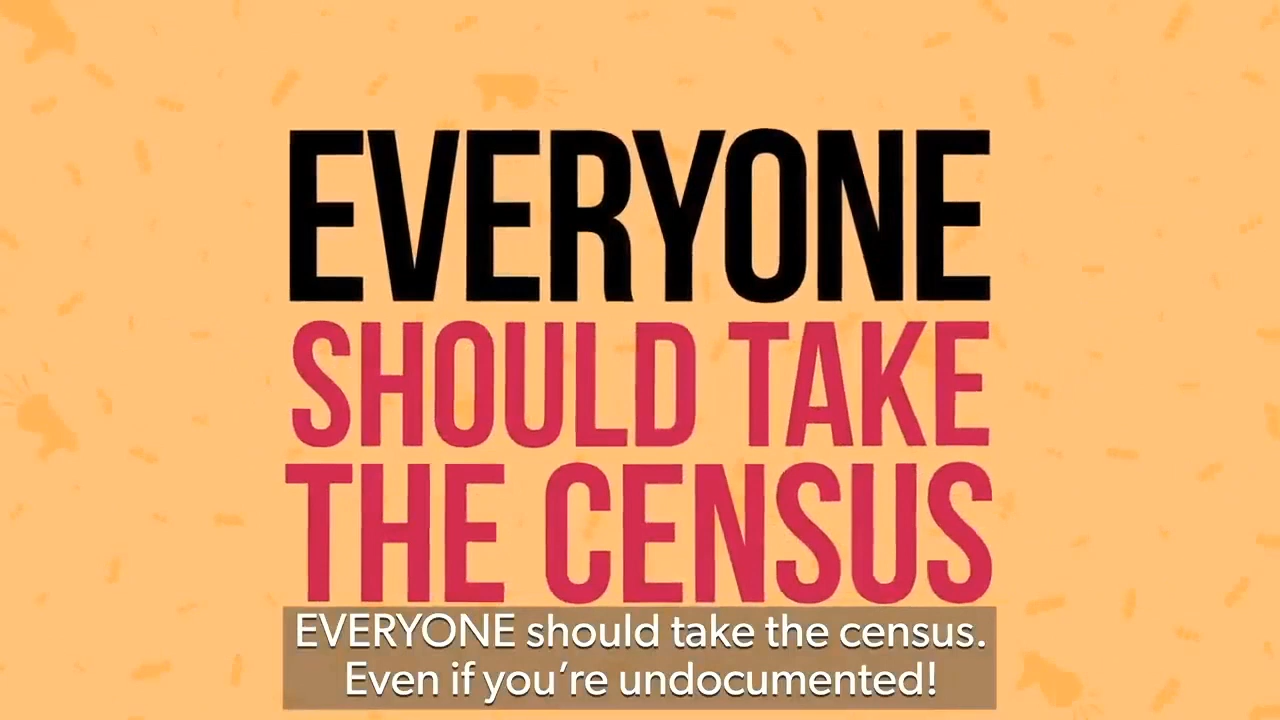 EVERYONE
SHOULD TAKE
THE CENSUS
EVERYONE should take the census.
Even if you’re undocumented!